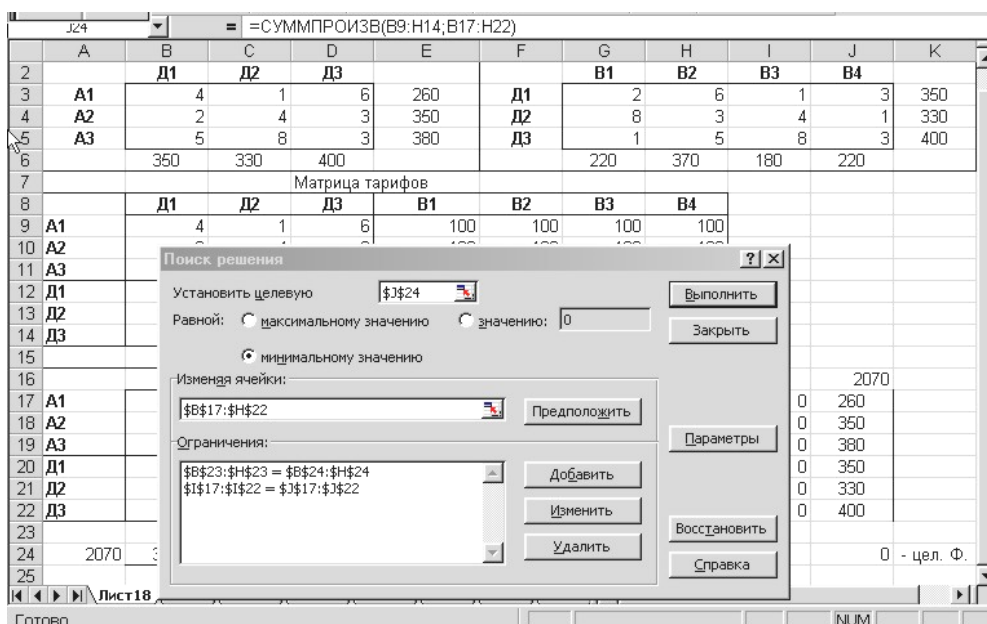 J24 = =СУММПРОИЗВ(B9:H14;B17:H22)
A B C D E F G H I J K
2 Д1 Д2 Д3 В1 В2 В3 В4
3 А1 4 1 6 260 Д1 2 6 1 3 350
4 А2 2 4 3 350 Д2 8 3 4 1 330
5 А3 5 8 3 380 Д3 1 5 8 3 400
6 350 330 400 220 370 180 220
7 Матрица тарифов
8 Д1 Д2 Д3 В1 В2 В3 В4
9 А1 4 1 6 100 100 100 100
10 А2
Поиск решения
11 А3
12 Д1 Установить целевую $J$24 Выполнить
13 Д2 Равной: максимальному значению значению: 0
14 Д3 Закрыть
15 минимальному значению
16 Изменяя ячейки: 2070
17 А1 $B$17:$H$22 Предположить 0 260
18 А2 0 350
19 А3 Ограничения: Параметры 0 380
20 Д1 $B$23:$H$23 = $B$24:$H$24 Добавить 0 350
21 Д2 $I$17:$I$22 = $J$17:$J$22 0 330
22 Д3 Изменить 0 400
23 Восстановить
24 2070 Удалить 0 - цел. Ф.
Справка
25
Лист18
Готово NUM